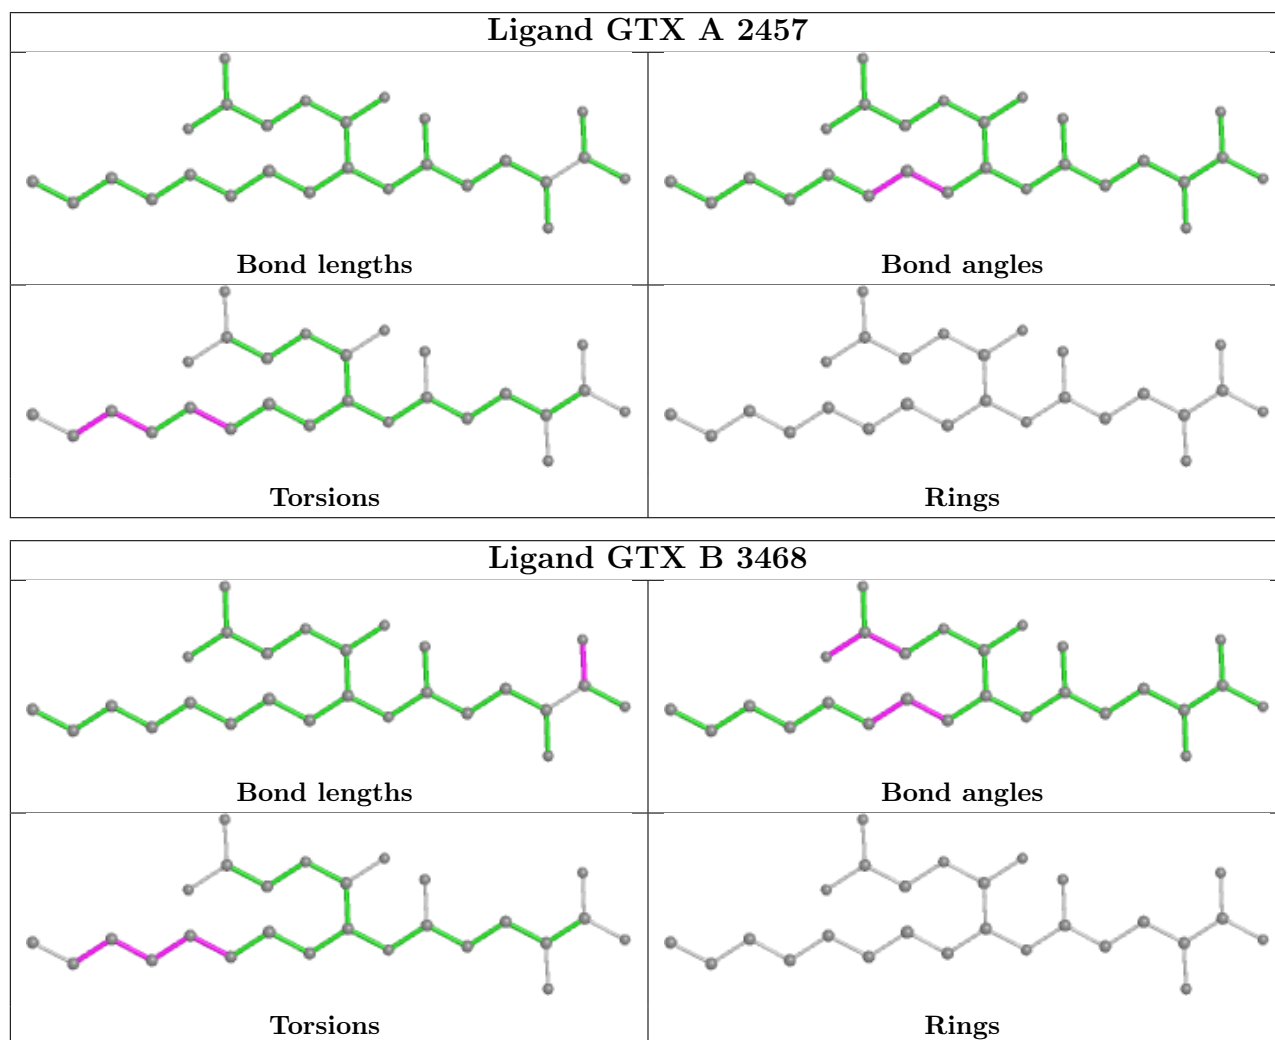 Ligand GTX A 2457
Bond lengths
Bond angles
Torsions
Rings
Ligand GTX B 3468
Bond lengths
Bond angles
Torsions
Rings